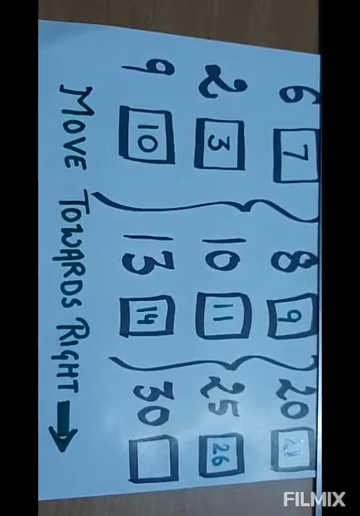 6 7 8 9 20 21
2 3 10 11 25 26
9 10 13 14 30
MOVE TOWARDS RIGHT →
FILMIX